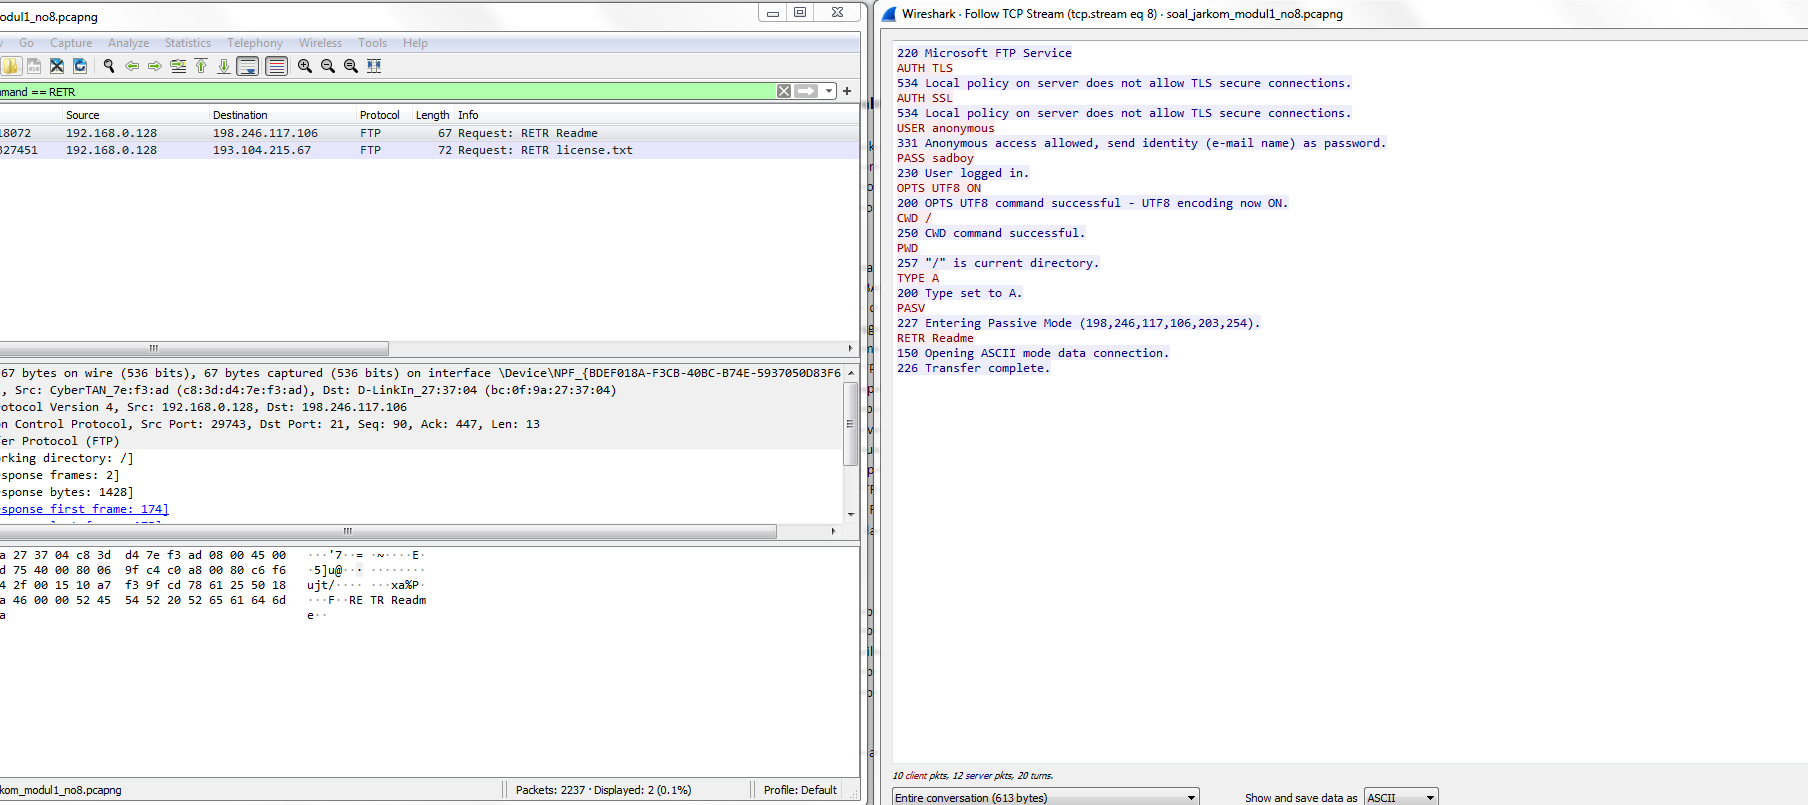 odul1_no8.pcapng
Go Capture Analyze Statistics Telephony Wireless Tools Help
mmand == RETR
Source Destination Protocol Length Info
18072 192.168.0.128 198.246.117.106 FTP 67 Request: RETR Readme
327451 192.168.0.128 193.104.215.67 FTP 72 Request: RETR license.txt
67 bytes on wire (536 bits), 67 bytes captured (536 bits) on interface \Device\NPF_{BDEF018A-F3CB-40BC-B74E-5937050D83F6
, Src: CyberTAN_7e:f3:ad (c8:3d:d4:7e:f3:ad), Dst: D-LinkIn_27:37:04 (bc:0f:9a:27:37:04)
otocol Version 4, Src: 192.168.0.128, Dst: 198.246.117.106
on Control Protocol, Src Port: 29743, Dst Port: 21, Seq: 90, Ack: 447, Len: 13
fer Protocol (FTP)
rking directory: /]
sponse frames: 2]
sponse bytes: 1428]
sponse first frame: 174]
a 27 37 04 c8 3d d4 7e f3 ad 08 00 45 00 ···'7··= ·~····E·
d 75 40 00 80 06 9f c4 c0 a8 00 80 c6 f6 ·5]u@··· ········
4 2f 00 15 10 a7 f3 9f cd 78 61 25 50 18 ujt/···· ···xa%P·
a 46 00 00 52 45 54 52 20 52 65 61 64 6d ···F··RE TR Readm
a e··
kom_modul1_no8.pcapng Packets: 2237 · Displayed: 2 (0.1%) Profile: Default
Wireshark · Follow TCP Stream (tcp.stream eq 8) · soal_jarkom_modul1_no8.pcapng
220 Microsoft FTP Service
AUTH TLS
534 Local policy on server does not allow TLS secure connections.
AUTH SSL
534 Local policy on server does not allow TLS secure connections.
USER anonymous
331 Anonymous access allowed, send identity (e-mail name) as password.
PASS sadboy
230 User logged in.
OPTS UTF8 ON
200 OPTS UTF8 command successful - UTF8 encoding now ON.
CWD /
250 CWD command successful.
PWD
257 "/" is current directory.
TYPE A
200 Type set to A.
PASV
227 Entering Passive Mode (198,246,117,106,203,254).
RETR Readme
150 Opening ASCII mode data connection.
226 Transfer complete.
10 client pkts, 12 server pkts, 20 turns.
Entire conversation (613 bytes) Show and save data as ASCII